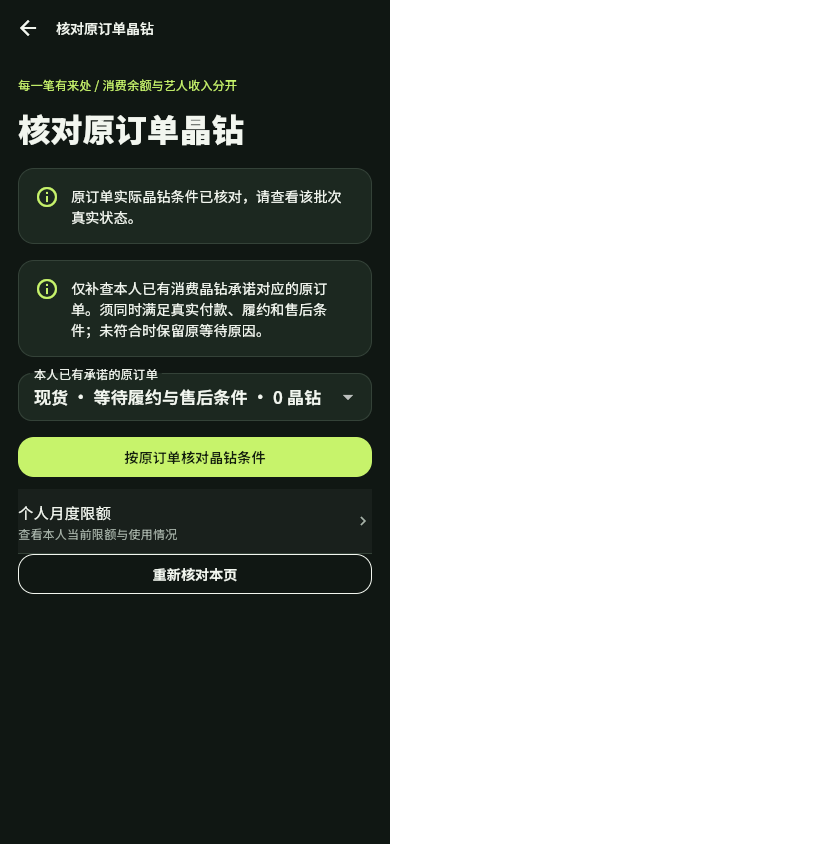 核对原订单晶钻
每一笔有来处 / 消费余额与艺人收入分开
核对原订单晶钻
原订单实际晶钻条件已核对，请查看该批次
真实状态。
仅补查本人已有消费晶钻承诺对应的原订
单。须同时满足真实付款、履约和售后条
件；未符合时保留原等待原因。
本人已有承诺的原订单
现货 · 等待履约与售后条件 · 0 晶钻
按原订单核对晶钻条件
个人月度限额
查看本人当前限额与使用情况
重新核对本页